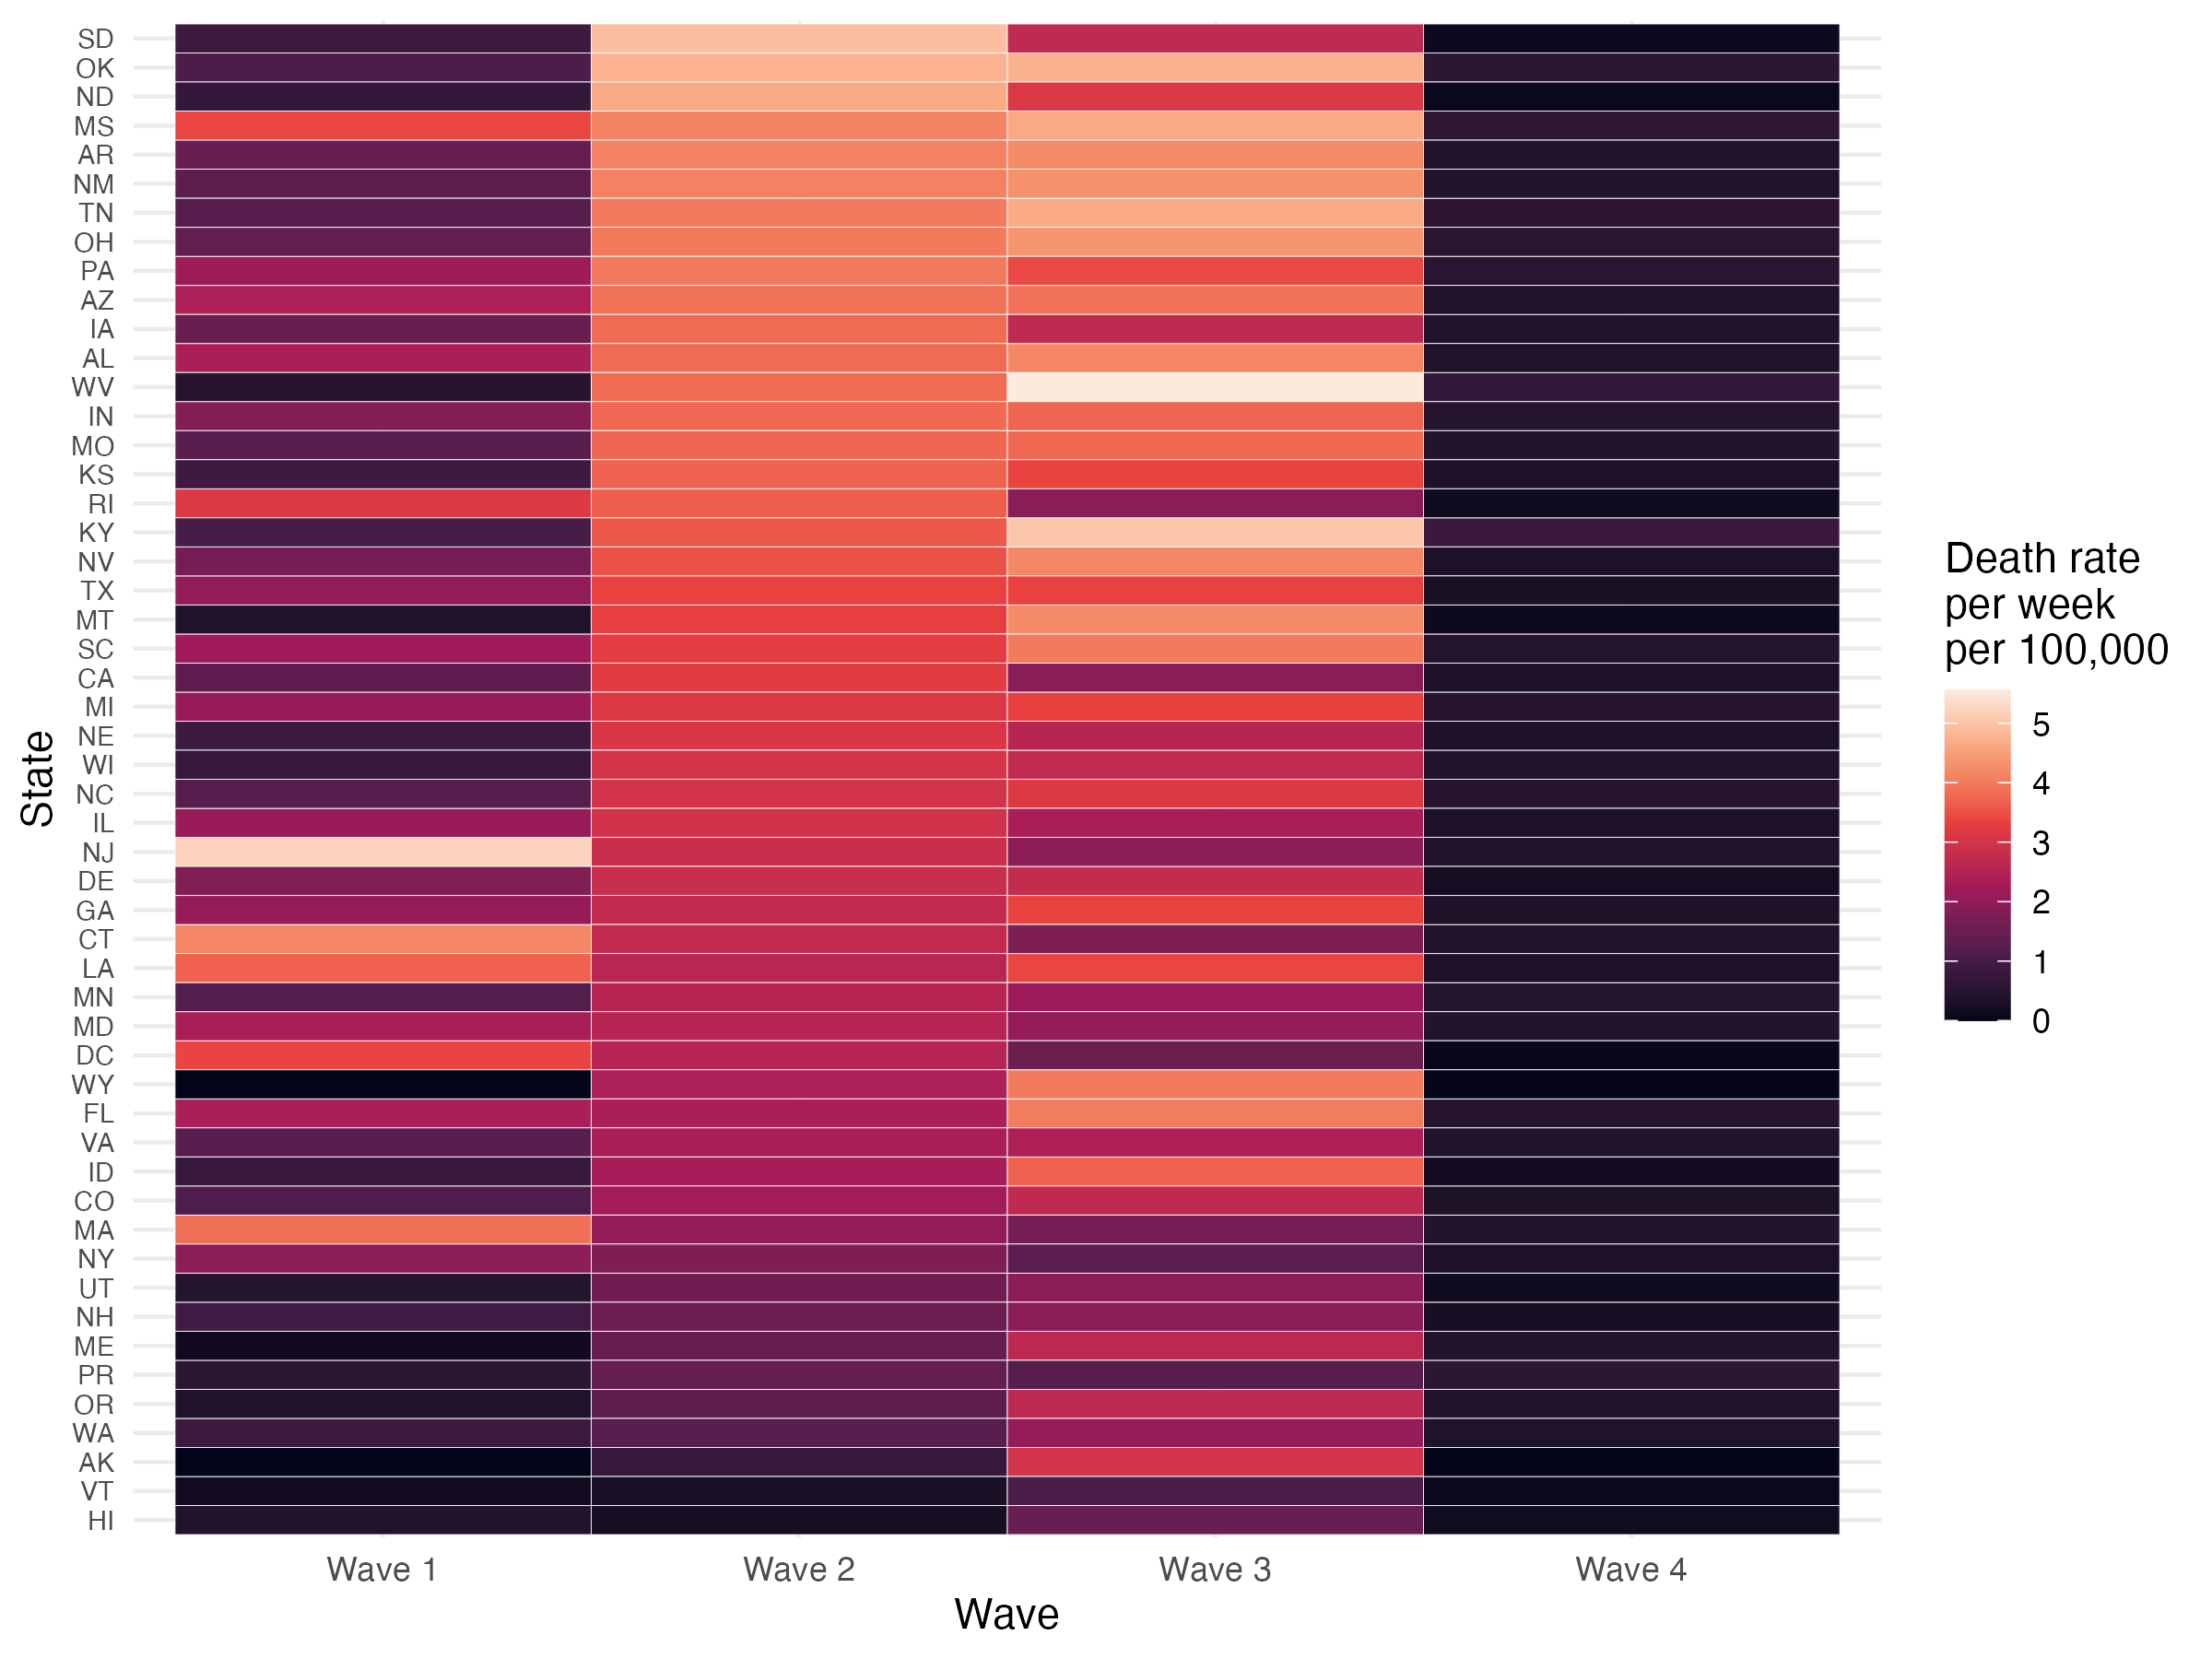 SD
OK
ND
MS
AR
NM
TN
OH
PA
AZ
IA
AL
WV
IN
MO
KS
RI
KY
NV
TX
MT
SC
CA
MI
NE
WI
NC
IL
NJ
DE
GA
CT
LA
MN
MD
DC
WY
FL
VA
ID
CO
MA
NY
UT
NH
ME
PR
OR
WA
AK
VT
HI
State
Wave 1 Wave 2 Wave 3 Wave 4
Wave
Death rate
per week
per 100,000
5
4
3
2
1
0